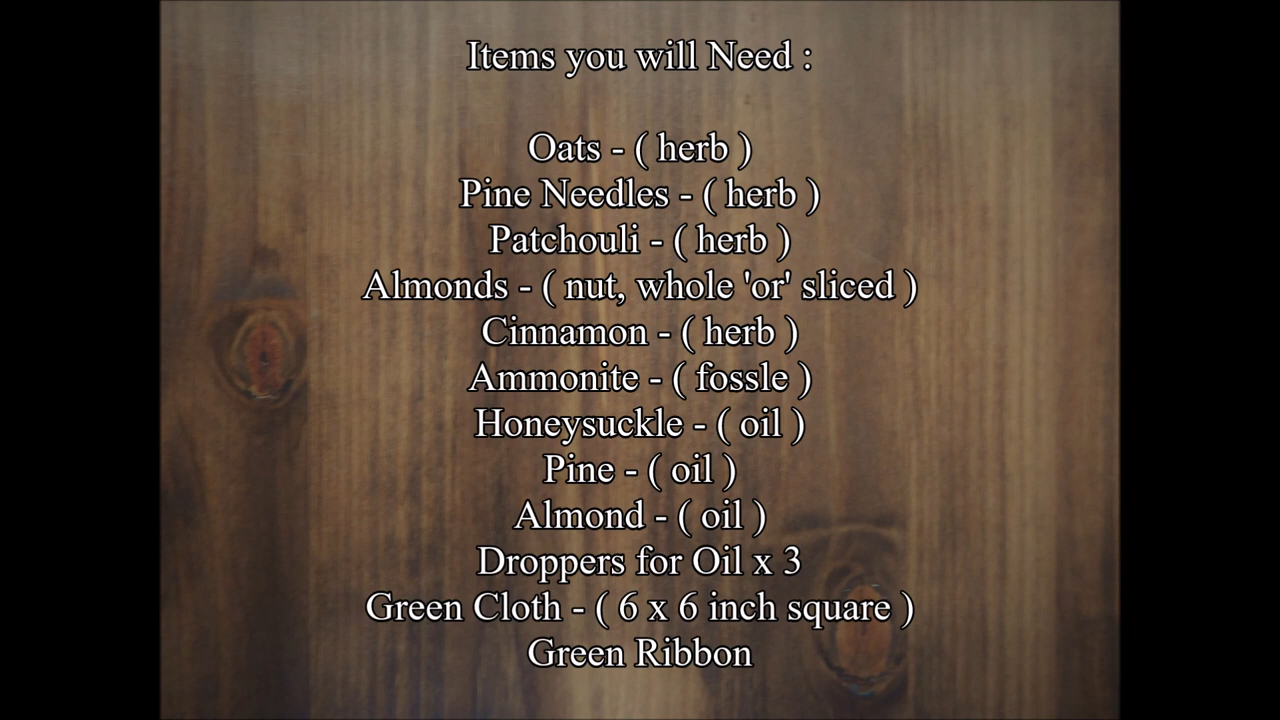 Items you will Need :
Oats - ( herb )
Pine Needles - ( herb )
Patchouli - ( herb )
Almonds - ( nut, whole 'or' sliced )
Cinnamon - ( herb )
Ammonite - ( fossle )
Honeysuckle - ( oil )
Pine - ( oil )
Almond - ( oil )
Droppers for Oil x 3
Green Cloth - ( 6 x 6 inch square )
Green Ribbon